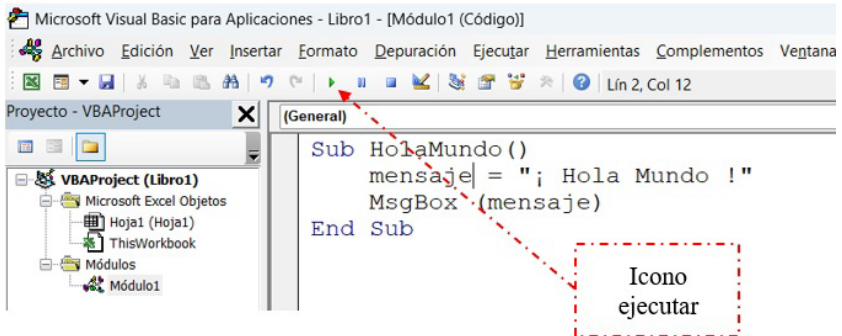 Microsoft Visual Basic para Aplicaciones - Libro1 - [Módulo1 (Código)]
Archivo Edición Ver Insertar Formato Depuración Ejecutar Herramientas Complementos Ventana
Lín 2, Col 12
Proyecto - VBAProject
(General)
VBAProject (Libro1)
Microsoft Excel Objetos
Hoja1 (Hoja1)
ThisWorkbook
Módulos
Módulo1
Sub HolaMundo()
mensaje = "¡ Hola Mundo !"
MsgBox (mensaje)
End Sub
Icono
ejecutar